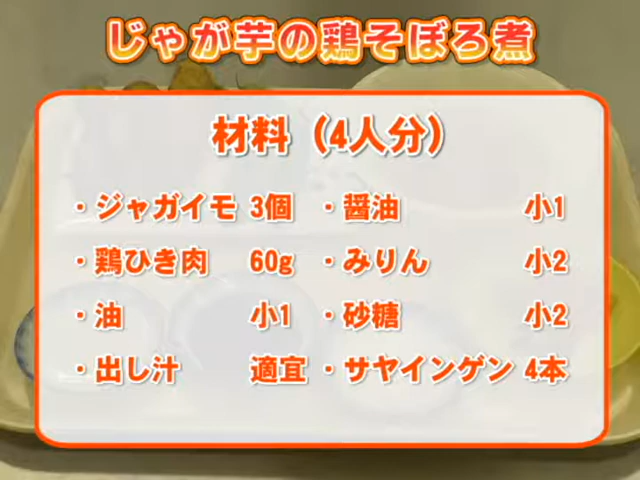 じゃが芋の鶏そぼろ煮
材料（4人分）
・ジャガイモ 3個
・鶏ひき肉 60g
・油 小1
・出し汁 適宜
・醤油 小1
・みりん 小2
・砂糖 小2
・サヤインゲン 4本